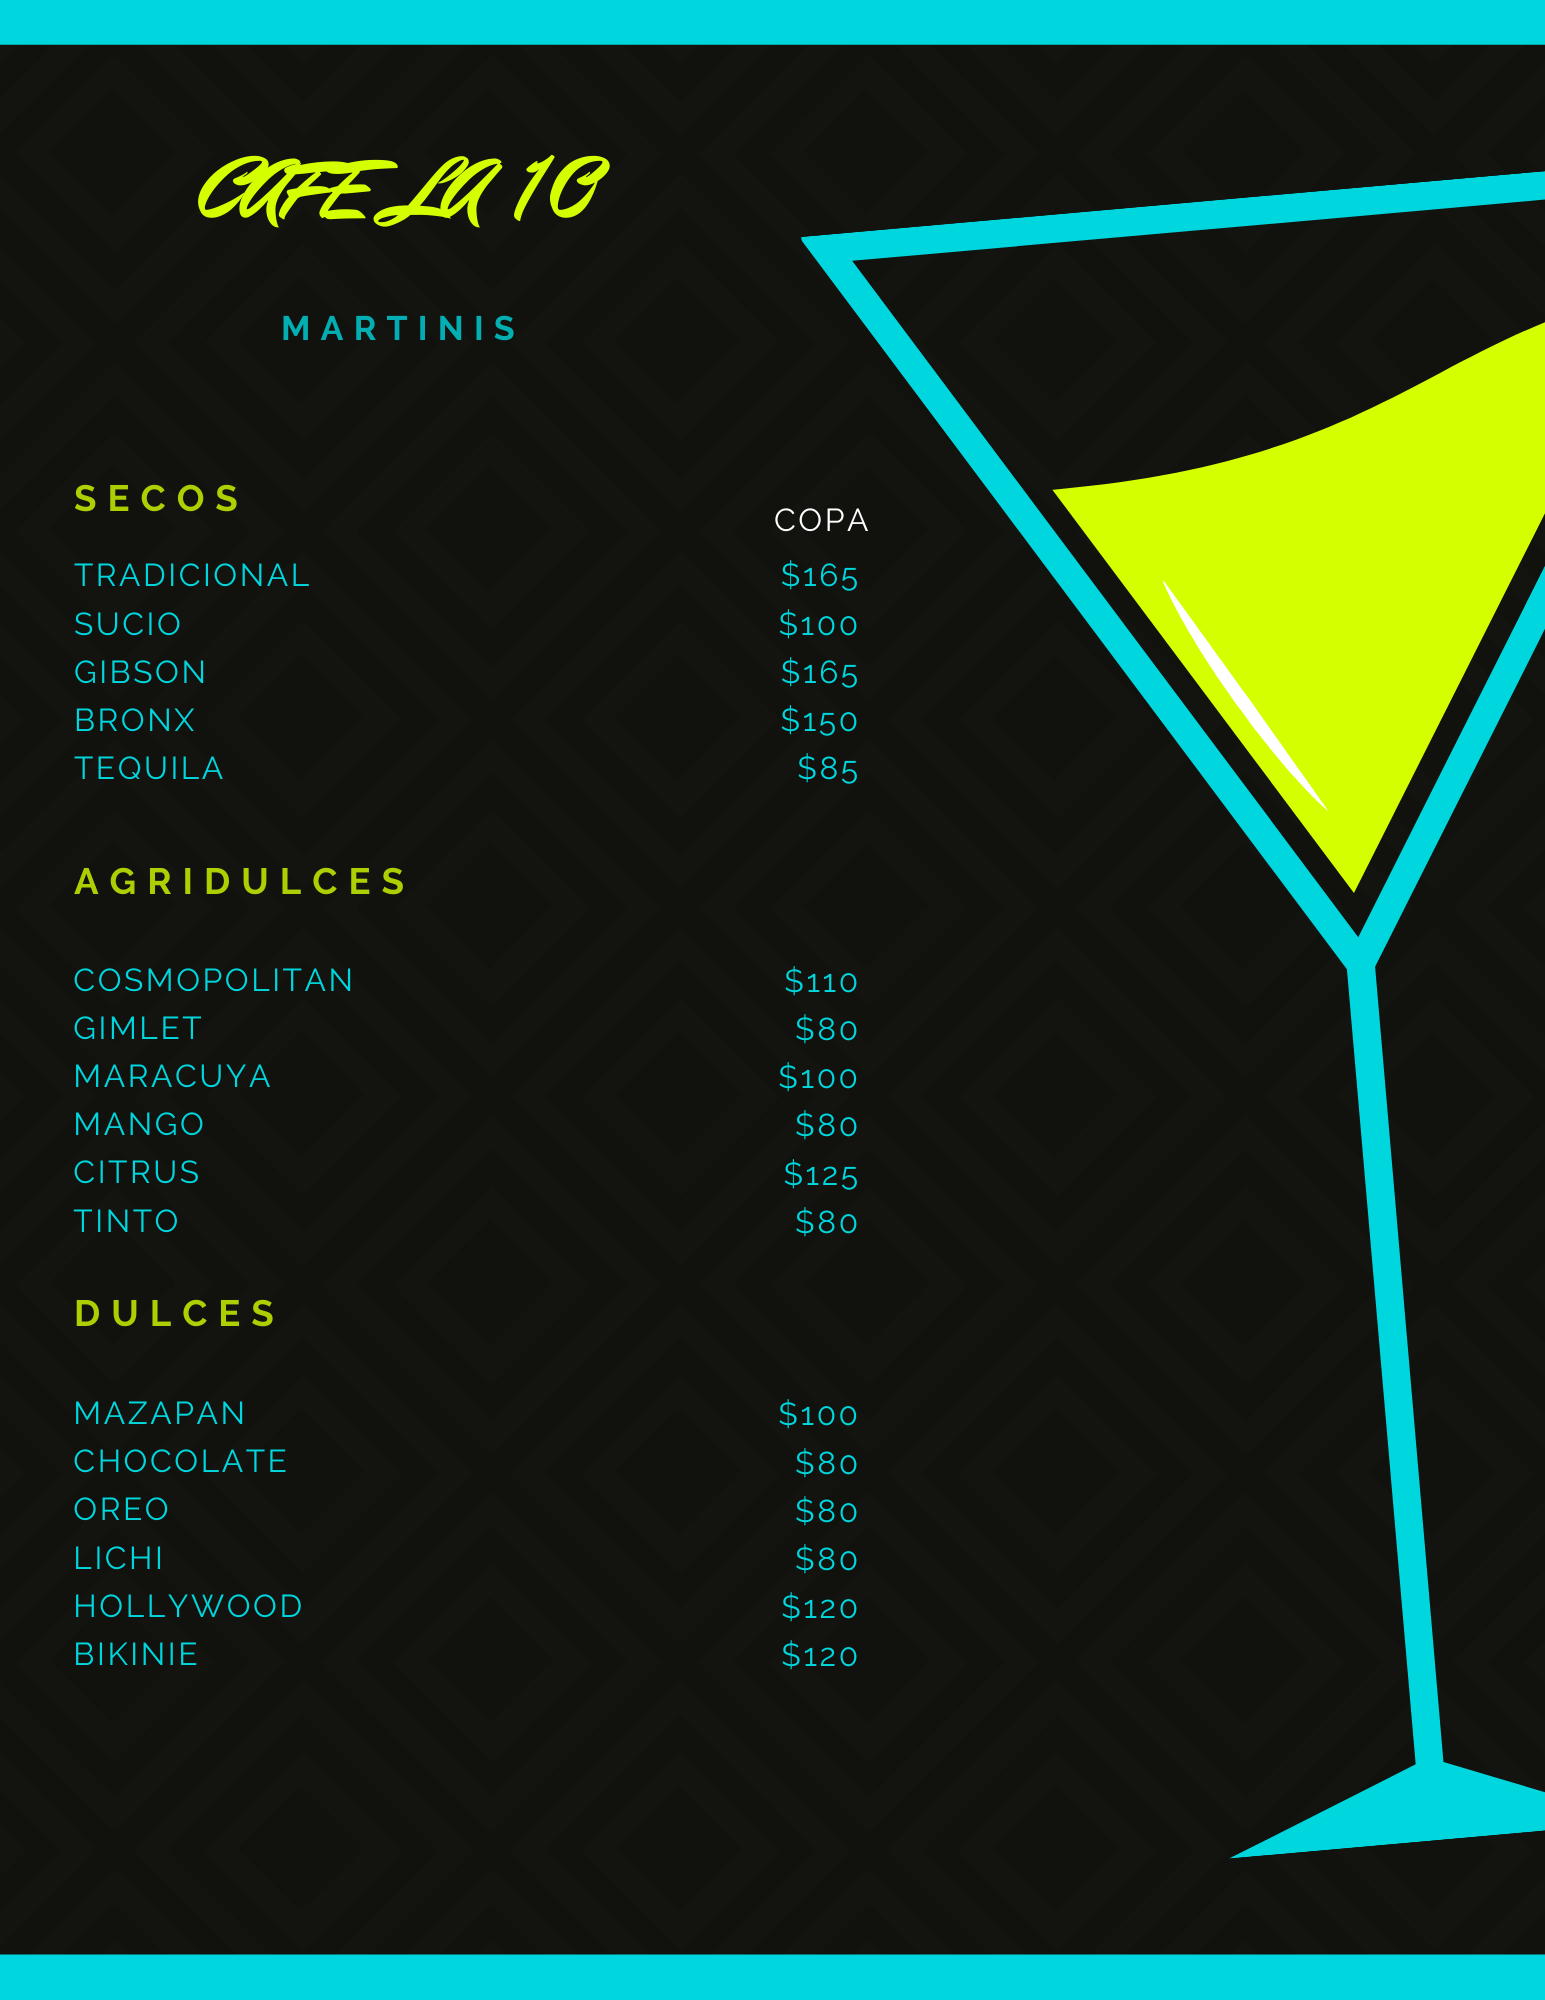 CAFE LA 10
MARTINIS
SECOS
COPA
TRADICIONAL $165
SUCIO $100
GIBSON $165
BRONX $150
TEQUILA $85
AGRIDULCES
COSMOPOLITAN $110
GIMLET $80
MARACUYA $100
MANGO $80
CITRUS $125
TINTO $80
DULCES
MAZAPAN $100
CHOCOLATE $80
OREO $80
LICHI $80
HOLLYWOOD $120
BIKINIE $120